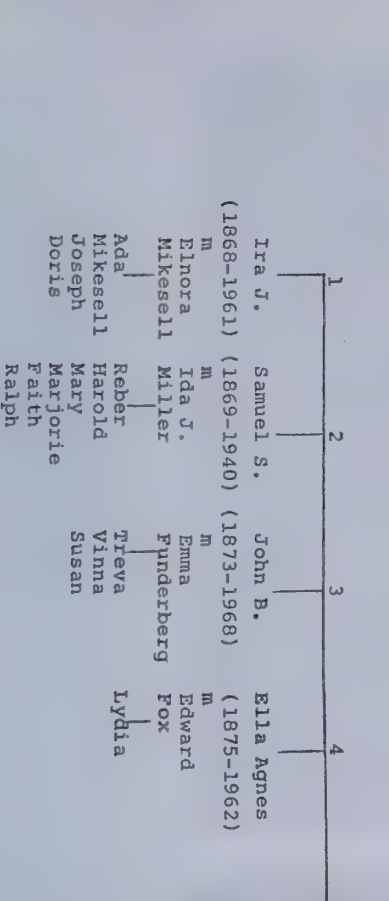 1 2 3 4
Ira J. Samuel S. John B. Ella Agnes
(1868-1961) (1869-1940) (1873-1968) (1875-1962)
m m m m
Elnora Ida J. Emma Edward
Mikesell Miller Funderberg Fox
Ada Reber Treva Lydia
Mikesell Harold Vinna
Joseph Mary Susan
Doris Marjorie
Faith
Ralph